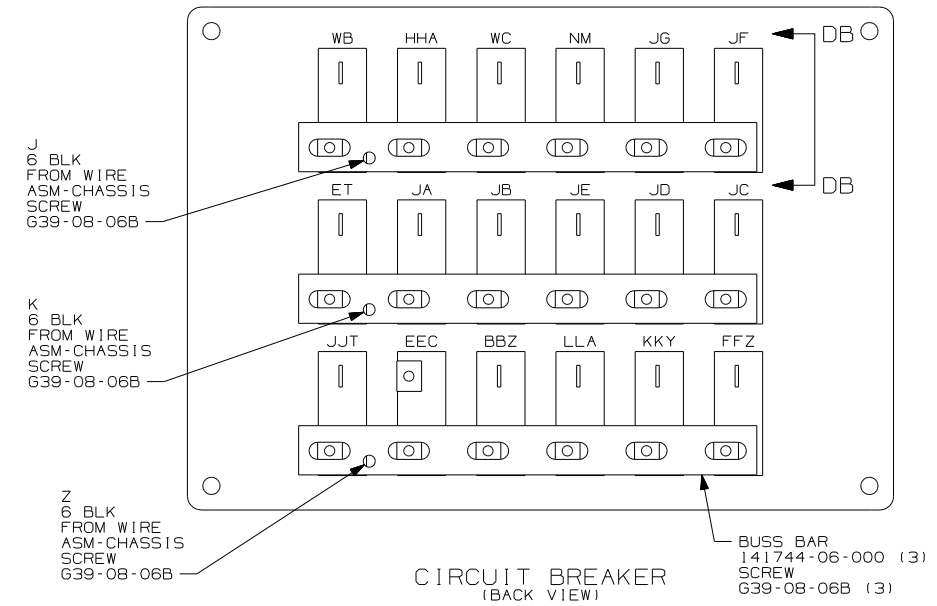 WB HHA WC NM JG JF DB
J
6 BLK
FROM WIRE
ASM-CHASSIS
SCREW
G39-08-06B
ET JA JB JE JD JC DB
K
6 BLK
FROM WIRE
ASM-CHASSIS
SCREW
G39-08-06B
JJT EEC BBZ LLA KKY FFZ
Z
6 BLK
FROM WIRE
ASM-CHASSIS
SCREW
G39-08-06B
BUSS BAR
141744-06-000 (3)
SCREW
G39-08-06B (3)
CIRCUIT BREAKER
(BACK VIEW)